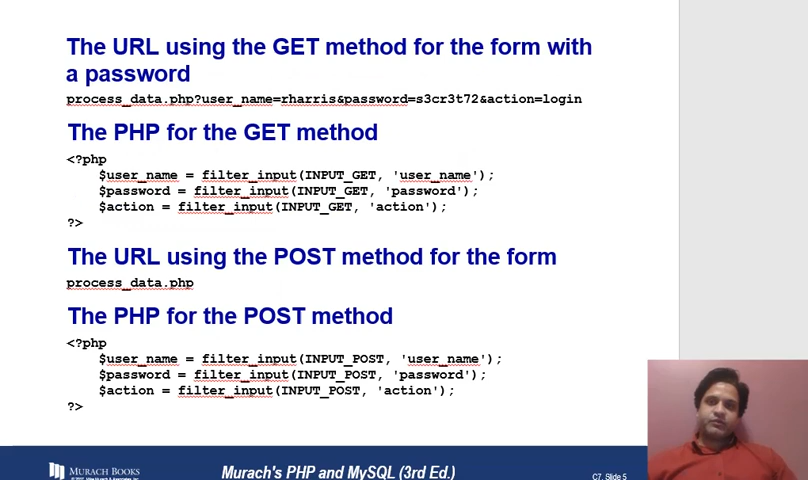 The URL using the GET method for the form with
a password
process_data.php?user_name=rharris&password=s3cr3t72&action=login
The PHP for the GET method
<?php
$user_name = filter_input(INPUT_GET, 'user_name');
$password = filter_input(INPUT_GET, 'password');
$action = filter_input(INPUT_GET, 'action');
?>
The URL using the POST method for the form
process_data.php
The PHP for the POST method
<?php
$user_name = filter_input(INPUT_POST, 'user_name');
$password = filter_input(INPUT_POST, 'password');
$action = filter_input(INPUT_POST, 'action');
?>
MURACH BOOKS
Murach's PHP and MySQL (3rd Ed.)
C7, Slide 5